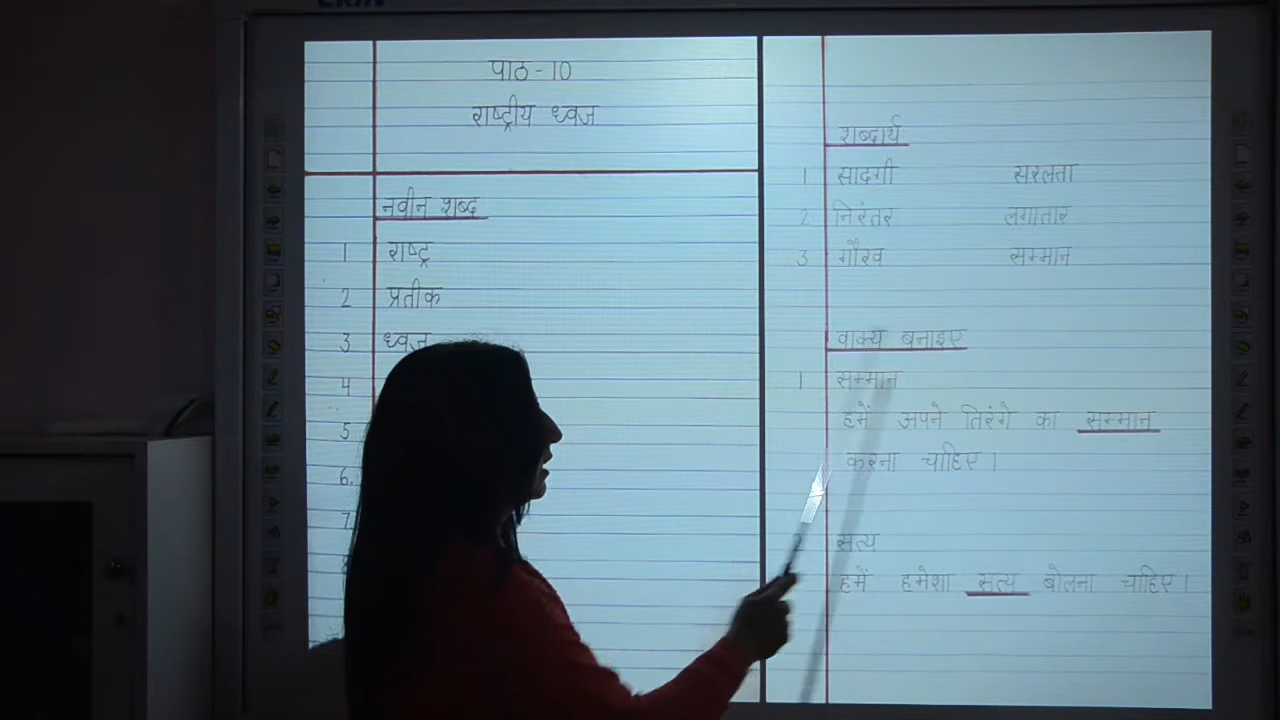 पाठ - 10
राष्ट्रीय ध्वज
नवीन शब्द
1 राष्ट्र
2 प्रतीक
3 ध्वज
4
5
6.
7
शब्दार्थ
1 सादगी सरलता
2 निरंतर लगातार
3 गौरव सम्मान
वाक्य बनाइए
1 सम्मान
हमें अपने तिरंगे का सम्मान
करना चाहिए।
2 सत्य
हमें हमेशा सत्य बोलना चाहिए।